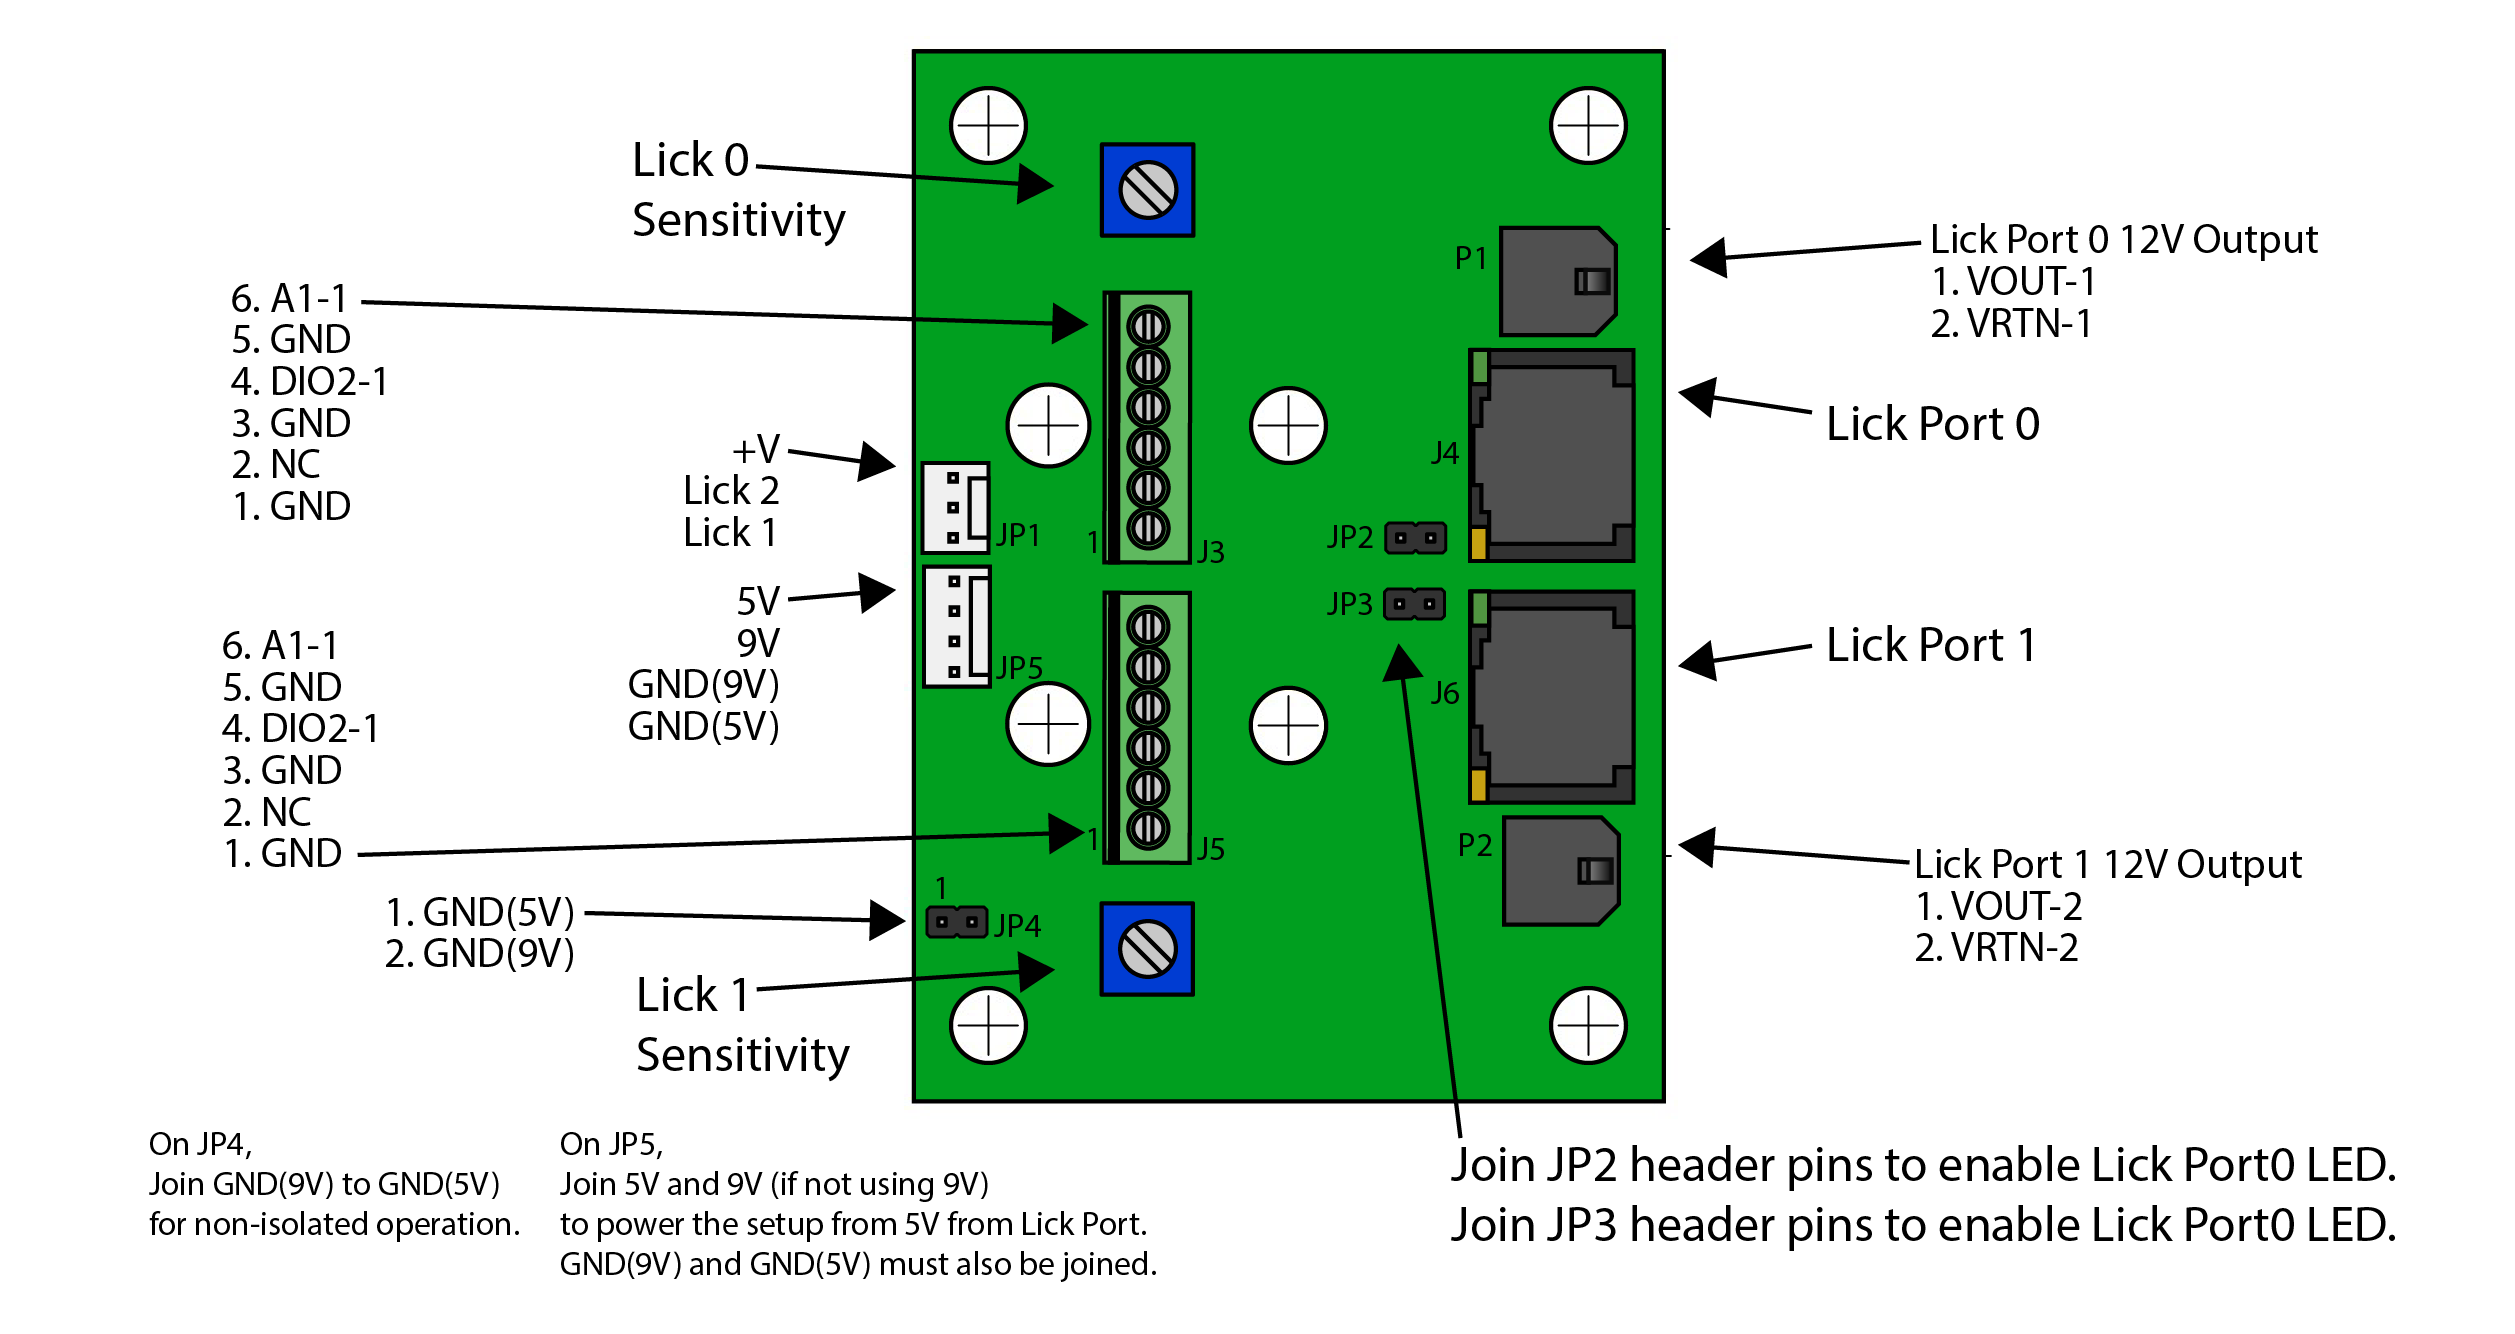 Lick 0
Sensitivity
6. A1-1
5. GND
4. DIO2-1
3. GND
2. NC
1. GND
+V
Lick 2
Lick 1
5V
9V
GND(9V)
GND(5V)
6. A1-1
5. GND
4. DIO2-1
3. GND
2. NC
1. GND
1. GND(5V)
2. GND(9V)
Lick 1
Sensitivity
JP1
JP5
1
J3
1
J5
1
JP4
P1
J4
JP2
JP3
J6
P2
Lick Port 0 12V Output
1. VOUT-1
2. VRTN-1
Lick Port 0
Lick Port 1
Lick Port 1 12V Output
1. VOUT-2
2. VRTN-2
On JP4,
Join GND(9V) to GND(5V)
for non-isolated operation.
On JP5,
Join 5V and 9V (if not using 9V)
to power the setup from 5V from Lick Port.
GND(9V) and GND(5V) must also be joined.
Join JP2 header pins to enable Lick Port0 LED.
Join JP3 header pins to enable Lick Port0 LED.